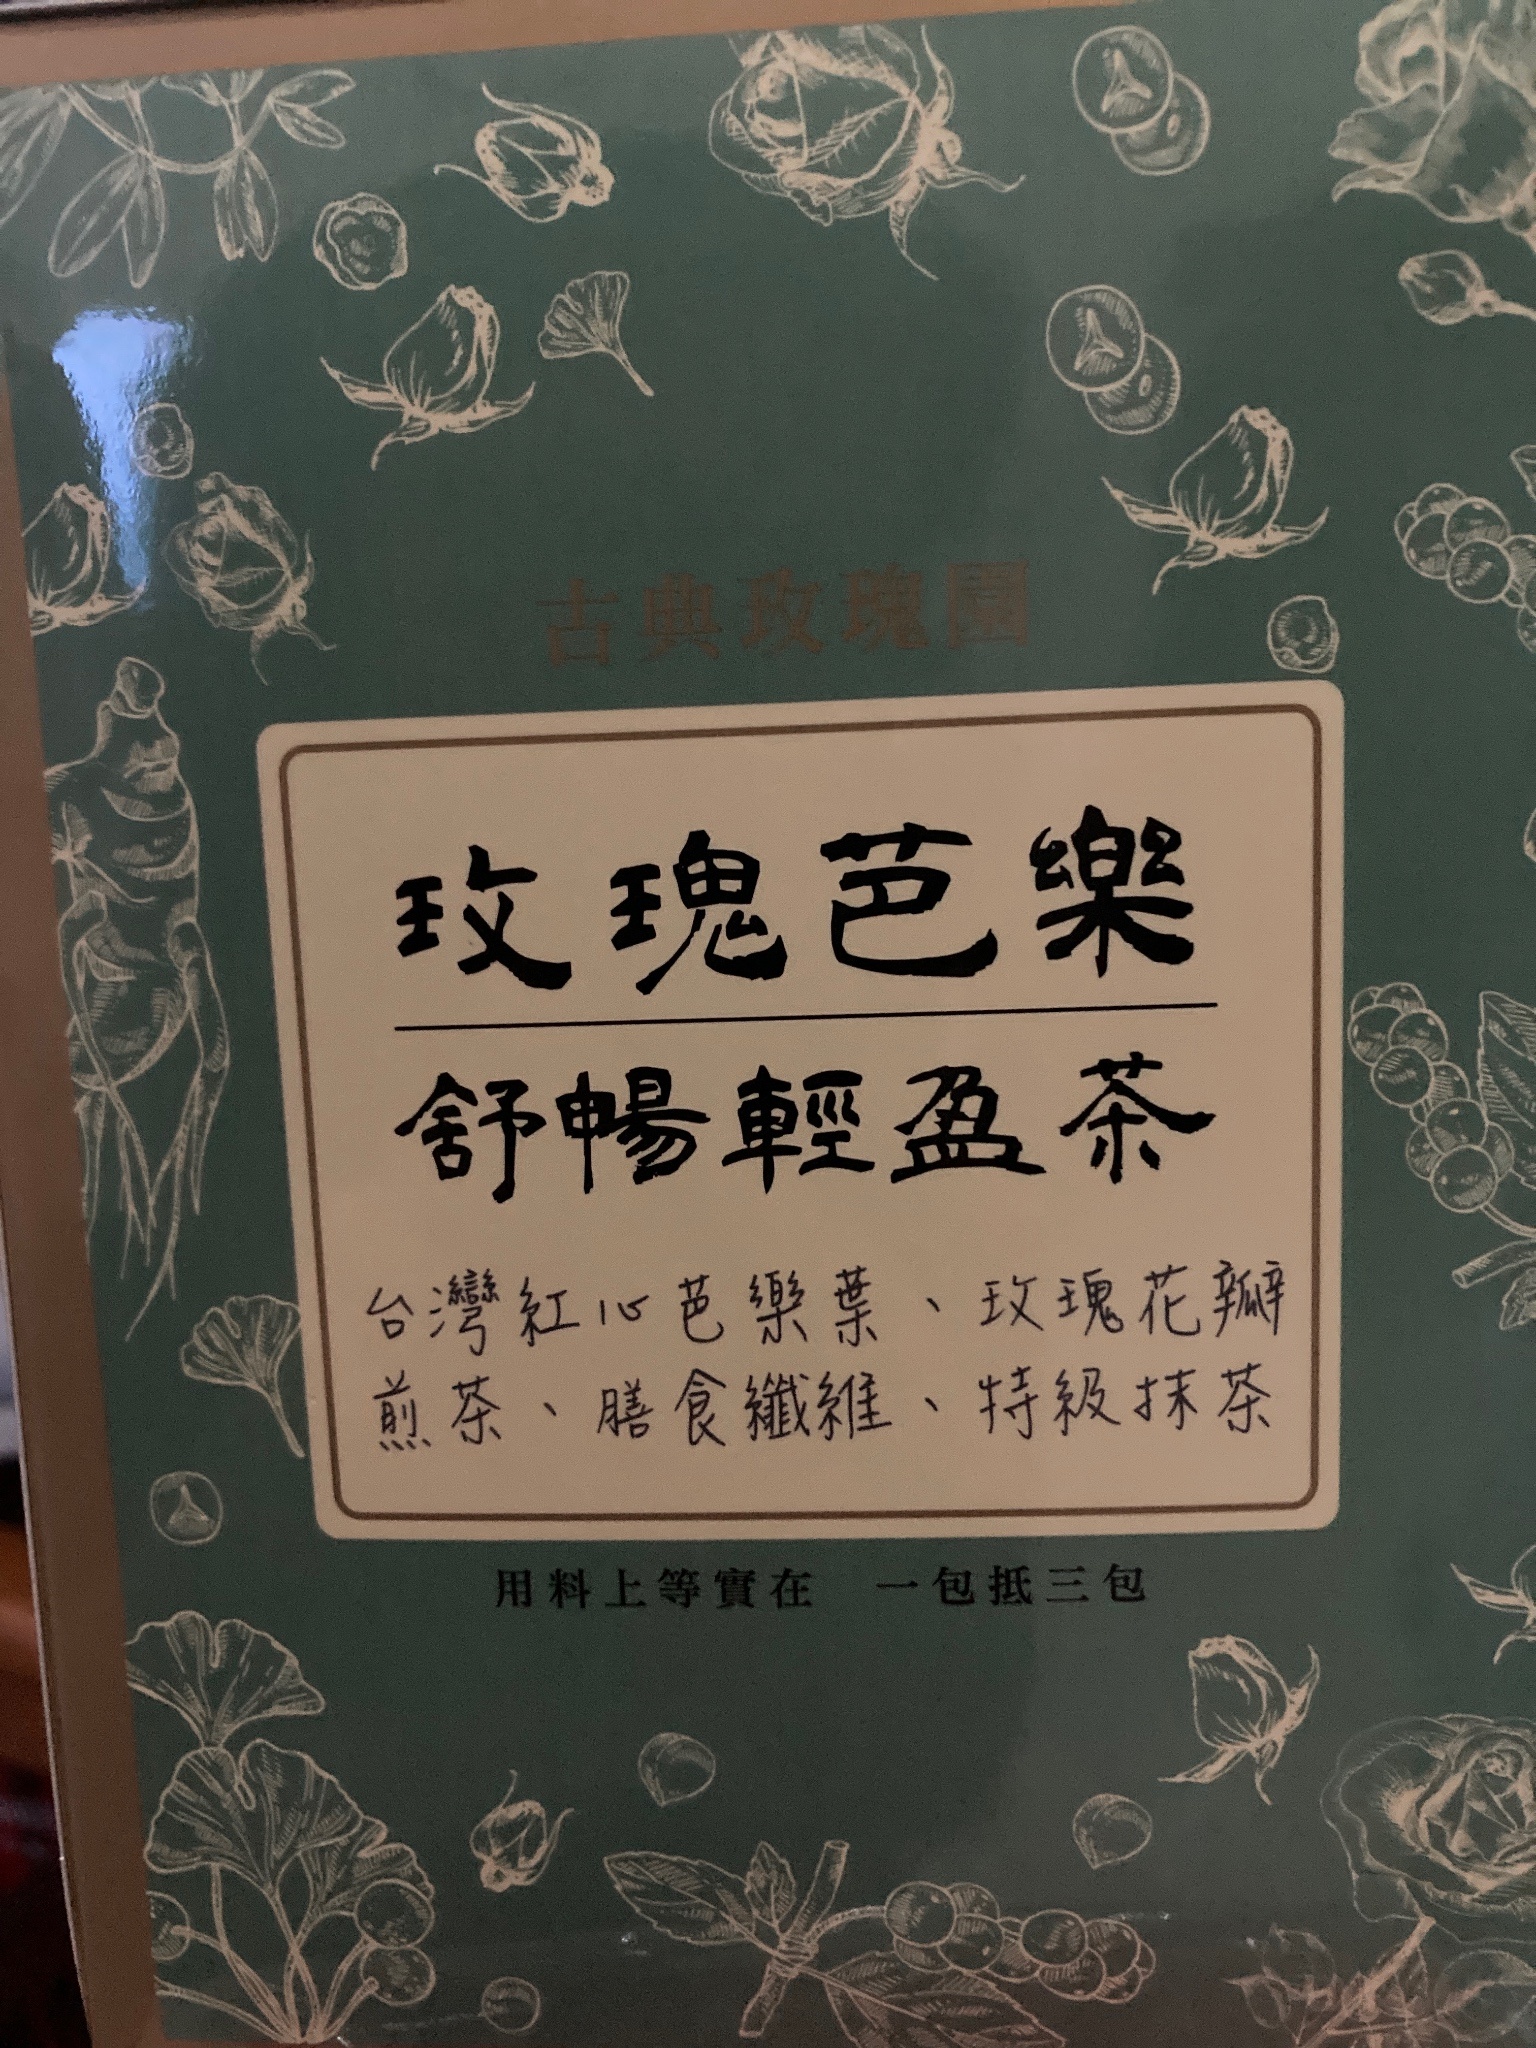 古典玫瑰園
玫瑰芭樂
舒暢輕盈茶
台灣紅心芭樂葉、玫瑰花瓣
煎茶、膳食纖維、特級抹茶
用料上等實在 一包抵三包